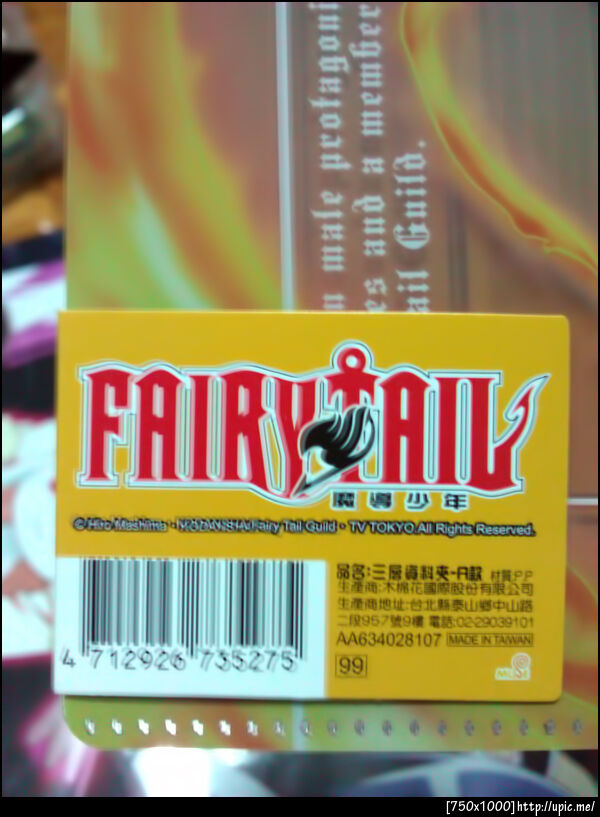 male protagoni
es and a member
ail Guild.
FAIRY TAIL
魔導少年
© Hiro Mashima・KODANSHA/Fairy Tail Guild・TV TOKYO.All Rights Reserved.
品名:三層資料夾-A款 材質:P.P
生產商:木棉花國際股份有限公司
生產商地址:台北縣泰山鄉中山路
二段957號9樓 電話:02-29039101
AA634028107 MADE IN TAIWAN
99
MUSE
4 712926 735275
[750x1000]http://upic.me/